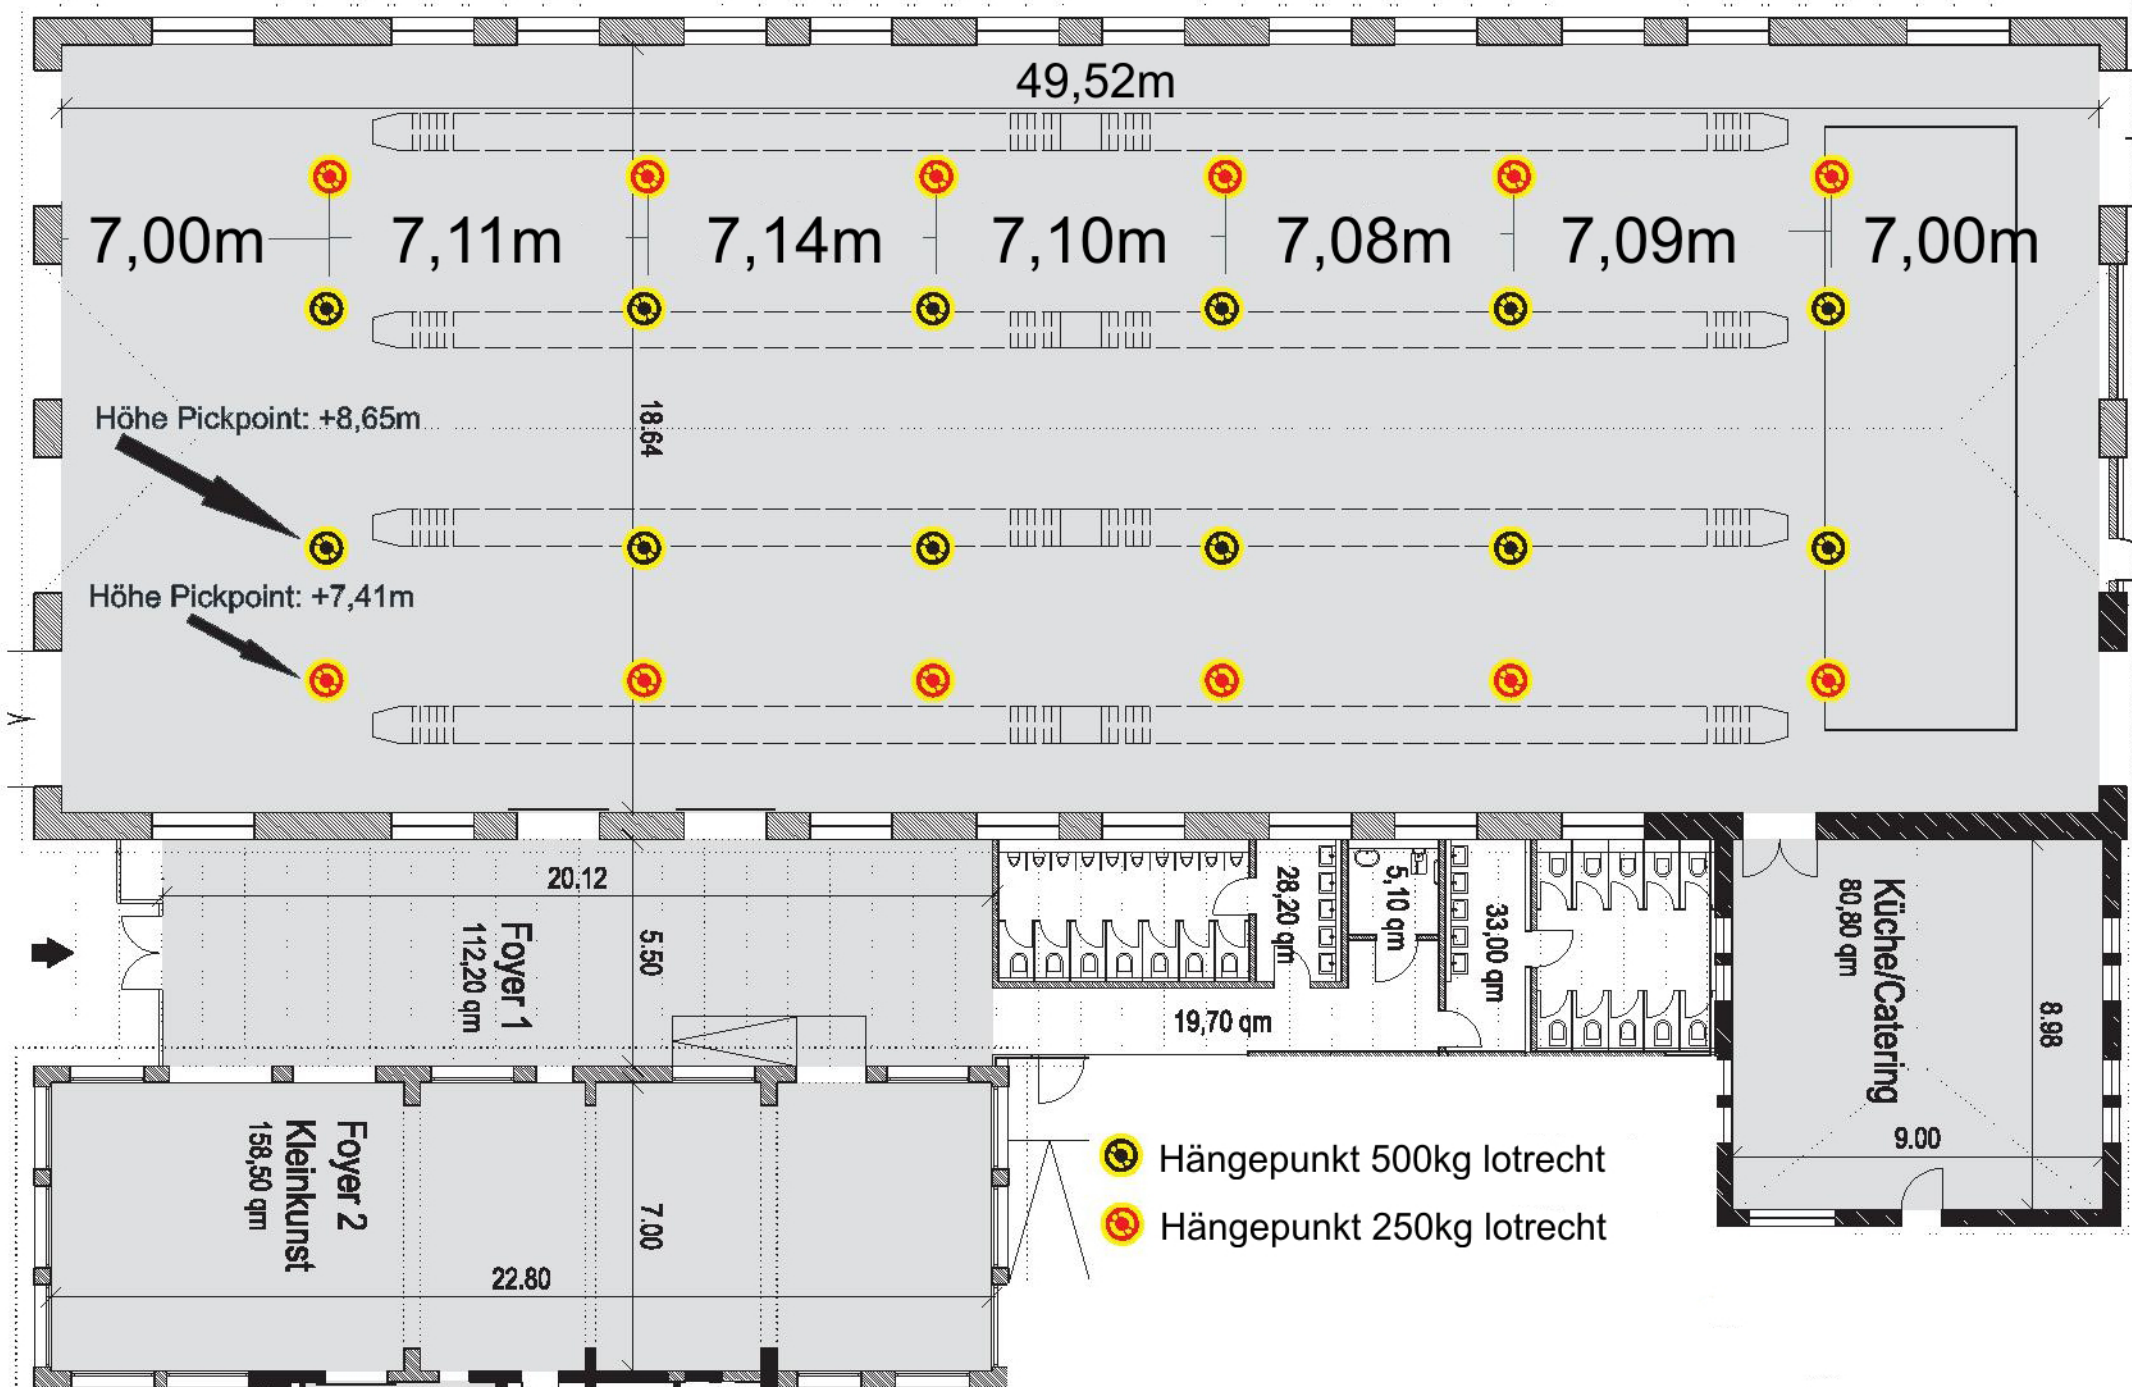 49,52m
7,00m
7,11m
7,14m
7,10m
7,08m
7,09m
7,00m
Höhe Pickpoint: +8,65m
18.64
Höhe Pickpoint: +7,41m
20.12
Foyer 1
112,20 qm
5.50
28,20 qm
5,10 qm
33,00 qm
19,70 qm
Küche/Catering
80,80 qm
8.98
9.00
Foyer 2
Kleinkunst
158,50 qm
7.00
22.80
Hängepunkt 500kg lotrecht
Hängepunkt 250kg lotrecht